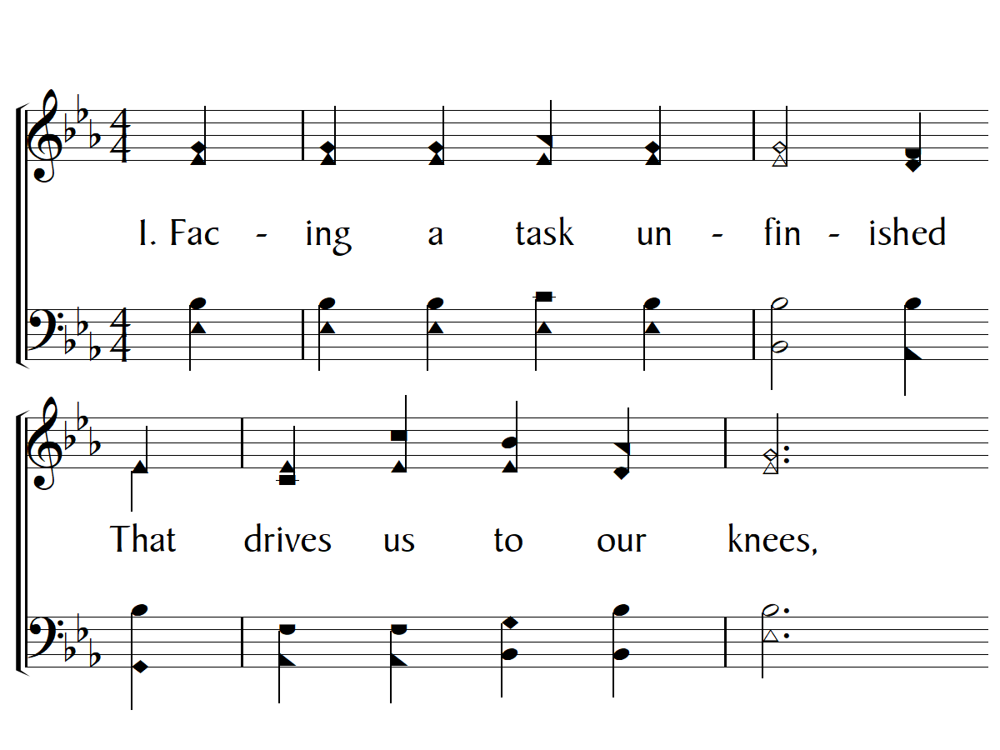 1. Fac - ing a task un - fin - ished
That drives us to our knees,